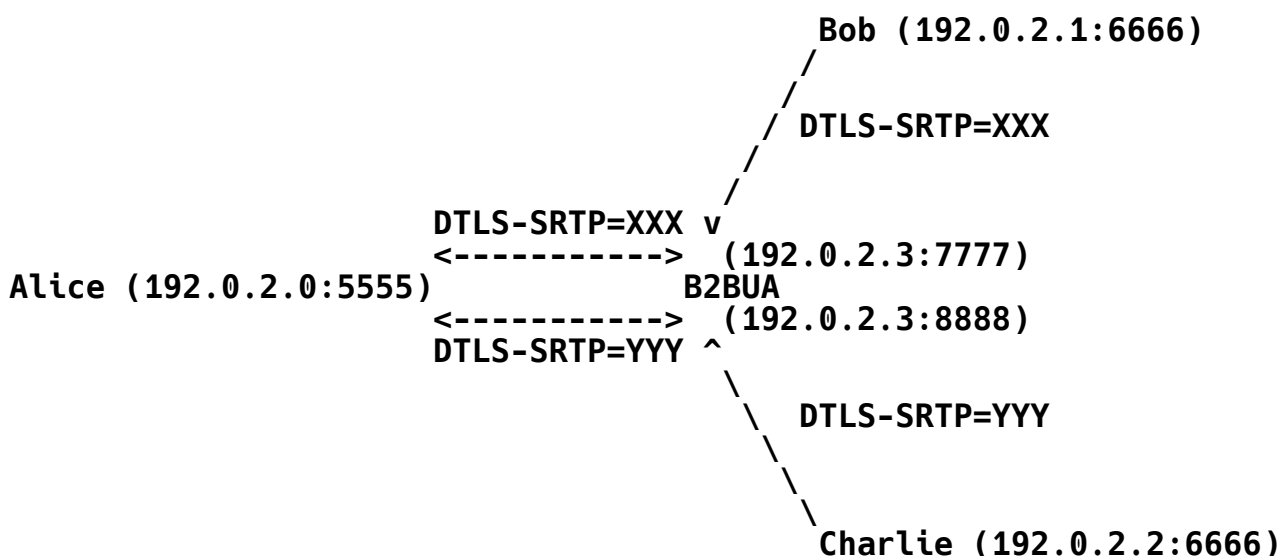 Bob (192.0.2.1:6666)
/
/
/ DTLS-SRTP=XXX
/
/
DTLS-SRTP=XXX v
<-----------> (192.0.2.3:7777)
Alice (192.0.2.0:5555) B2BUA
<-----------> (192.0.2.3:8888)
DTLS-SRTP=YYY ^
\
\ DTLS-SRTP=YYY
\
\
\
Charlie (192.0.2.2:6666)